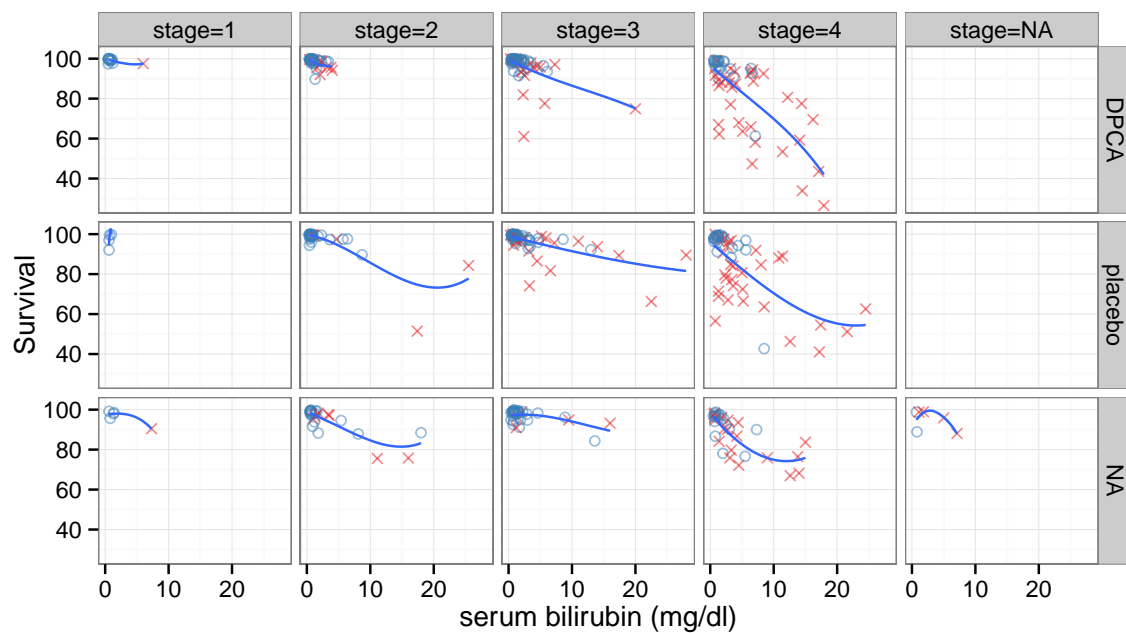 stage=1 stage=2 stage=3 stage=4 stage=NA
100
80
60
40
DPCA
100
80
60
40
placebo
100
80
60
40
NA
Survival
0 10 20 0 10 20 0 10 20 0 10 20 0 10 20
serum bilirubin (mg/dl)